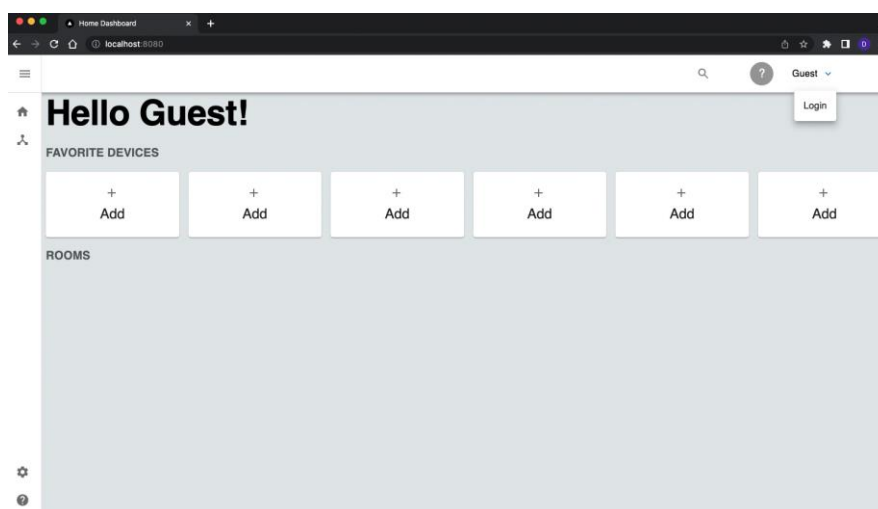 Home Dashboard
localhost:8080
? Guest
Login
Hello Guest!
FAVORITE DEVICES
+ + + + + +
Add Add Add Add Add Add
ROOMS